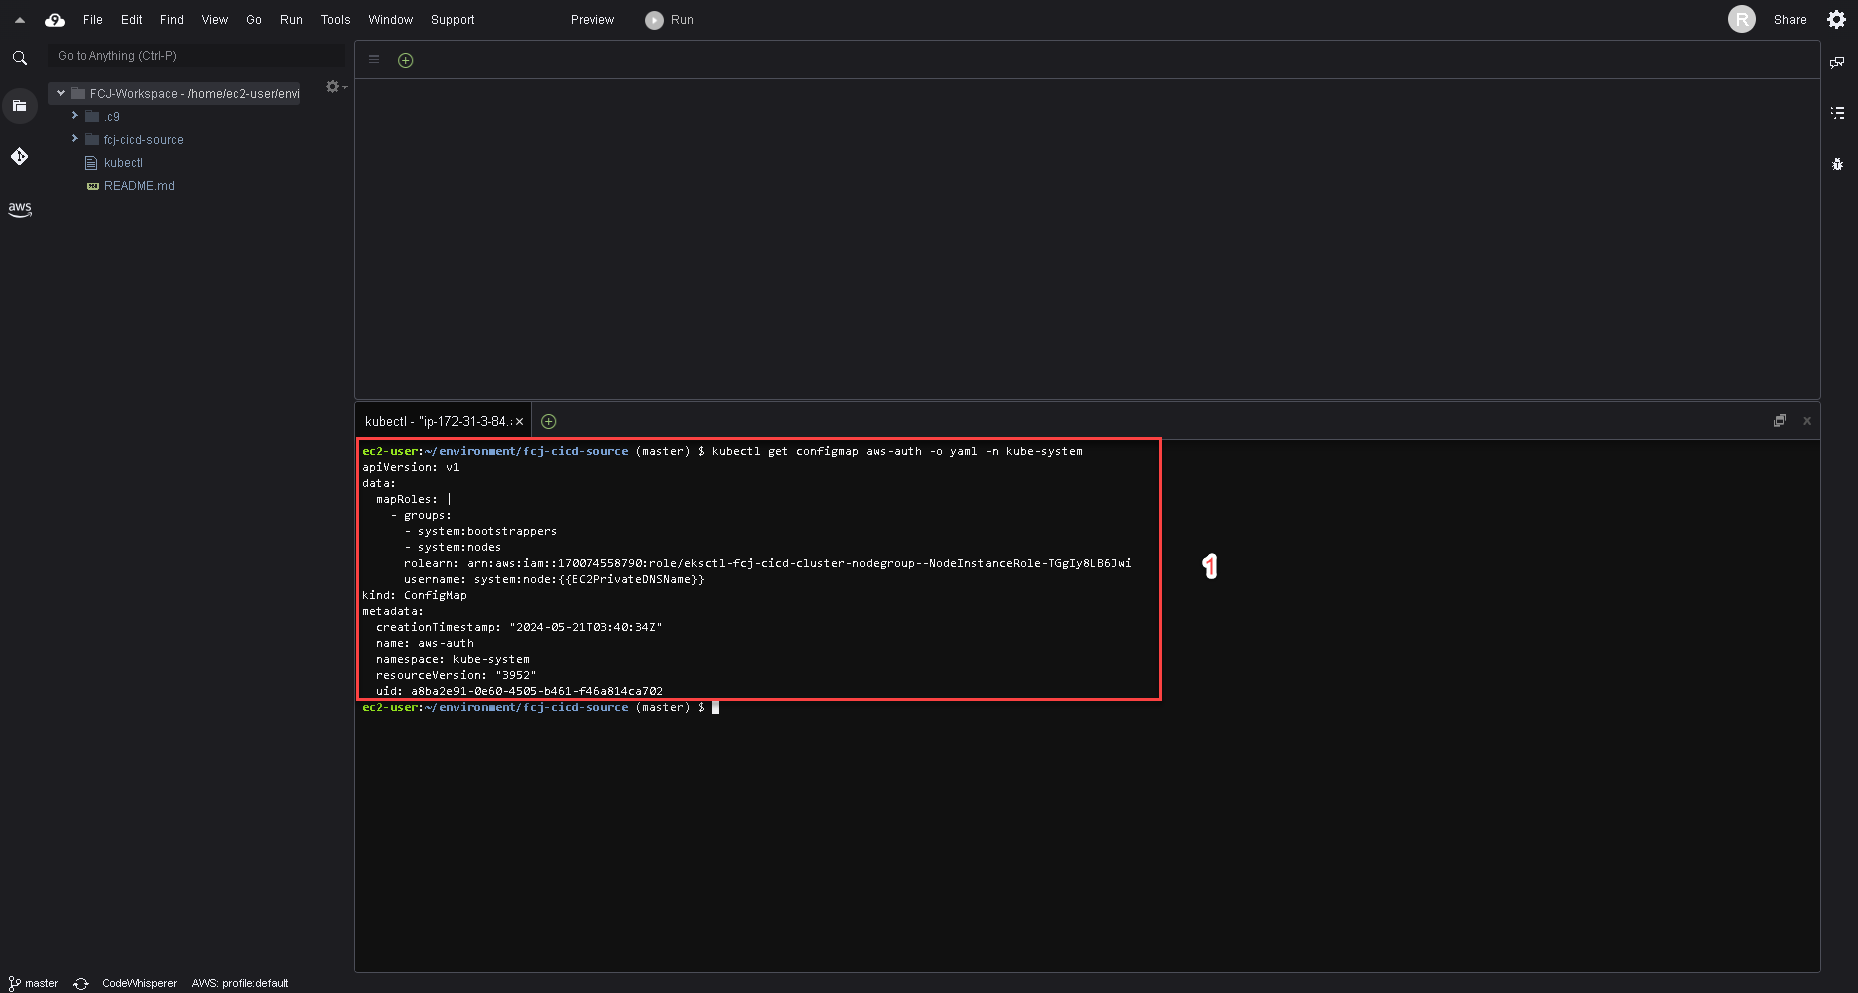 9 File Edit Find View Go Run Tools Window Support Preview Run R Share
Go to Anything (Ctrl-P)
FCJ-Workspace - /home/ec2-user/envi
.c9
fcj-cicd-source
kubectl
README.md
aws
kubectl - "ip-172-31-3-84.
ec2-user:~/environment/fcj-cicd-source (master) $ kubectl get configmap aws-auth -o yaml -n kube-system
apiVersion: v1
data:
  mapRoles: |
    - groups:
      - system:bootstrappers
      - system:nodes
      rolearn: arn:aws:iam::170074558790:role/eksctl-fcj-cicd-cluster-nodegroup--NodeInstanceRole-TGgIy8LB6Jwi
      username: system:node:{{EC2PrivateDNSName}}
kind: ConfigMap
metadata:
  creationTimestamp: "2024-05-21T03:40:34Z"
  name: aws-auth
  namespace: kube-system
  resourceVersion: "3952"
  uid: a8ba2e91-0e60-4505-b461-f46a814ca702
ec2-user:~/environment/fcj-cicd-source (master) $
1
master CodeWhisperer AWS: profile:default